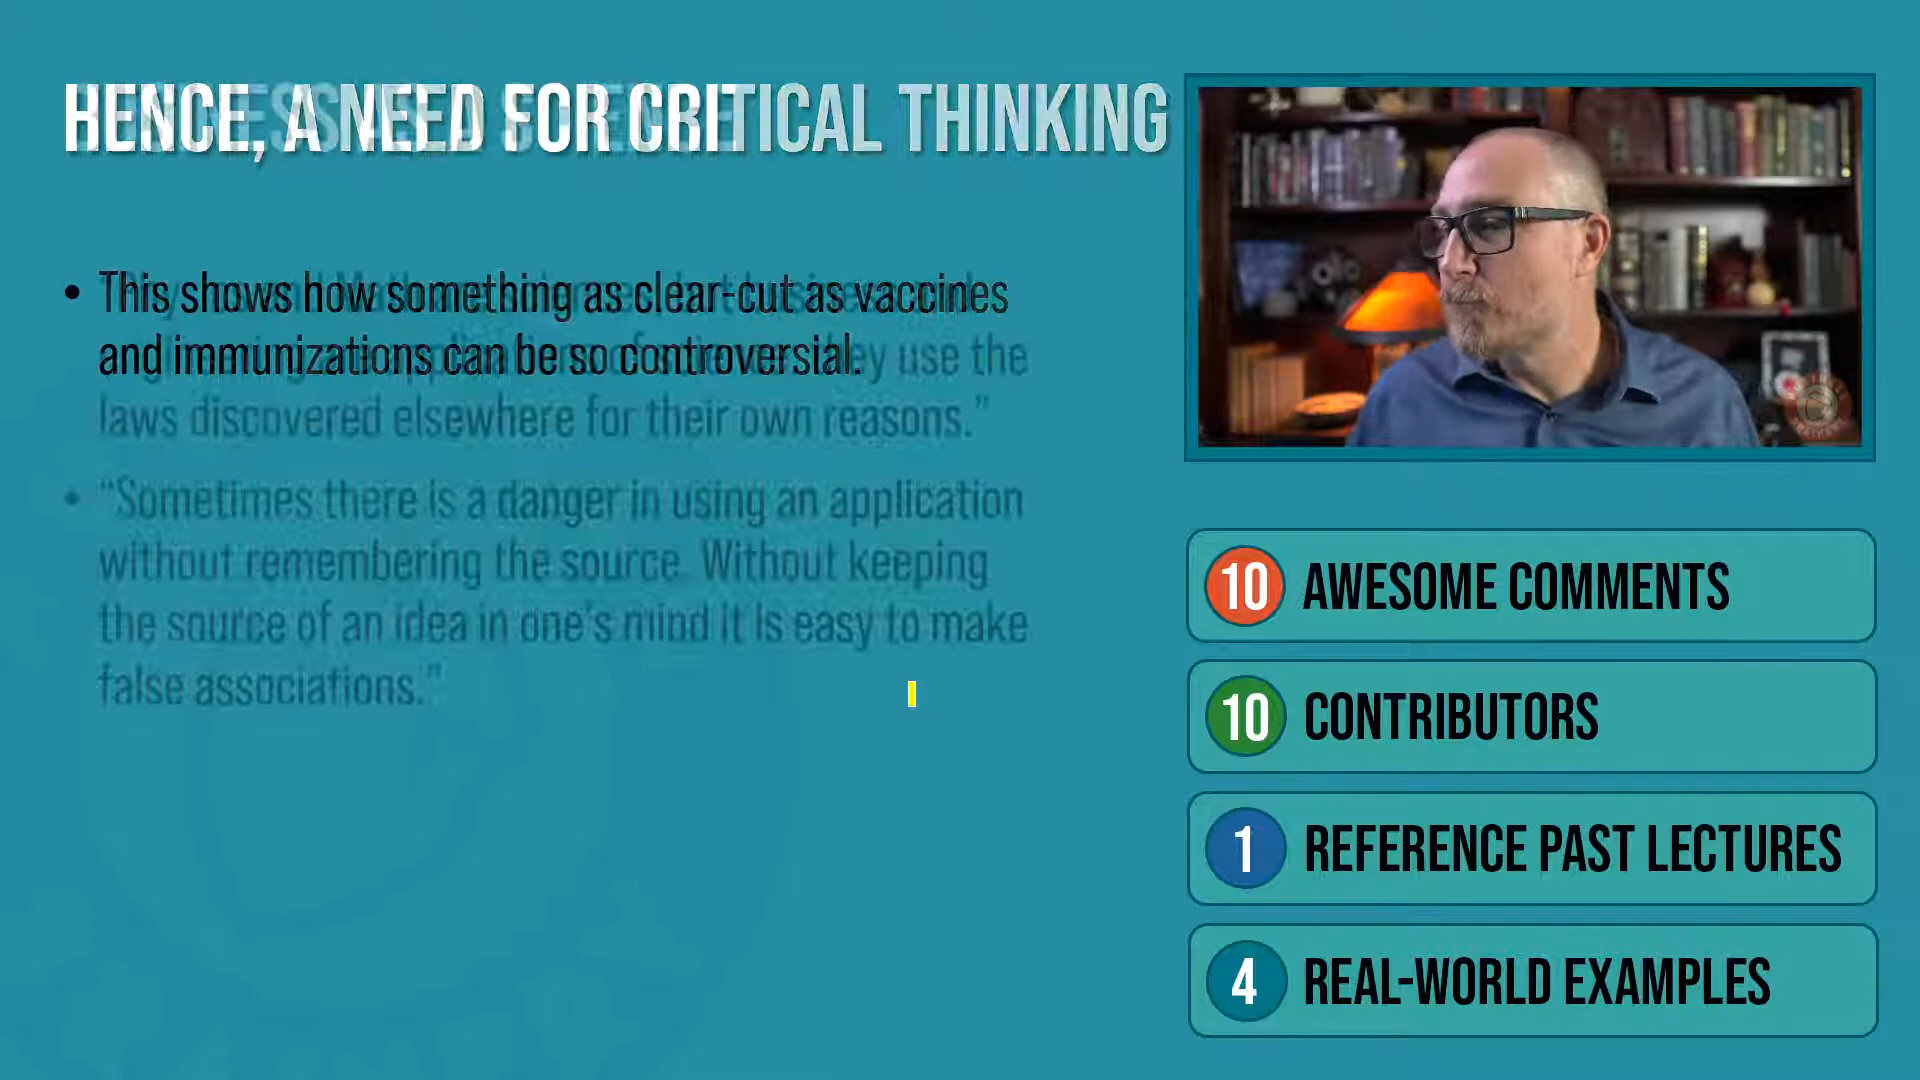 HENCE, A NEED FOR CRITICAL THINKING
• This shows how something as clear-cut as vaccines
and immunizations can be so controversial.
they use the
laws discovered elsewhere for their own reasons.”
• “Sometimes there is a danger in using an application
without remembering the source. Without keeping
the source of an idea in one’s mind it is easy to make
false associations.”
10 AWESOME COMMENTS
10 CONTRIBUTORS
1 REFERENCE PAST LECTURES
4 REAL-WORLD EXAMPLES